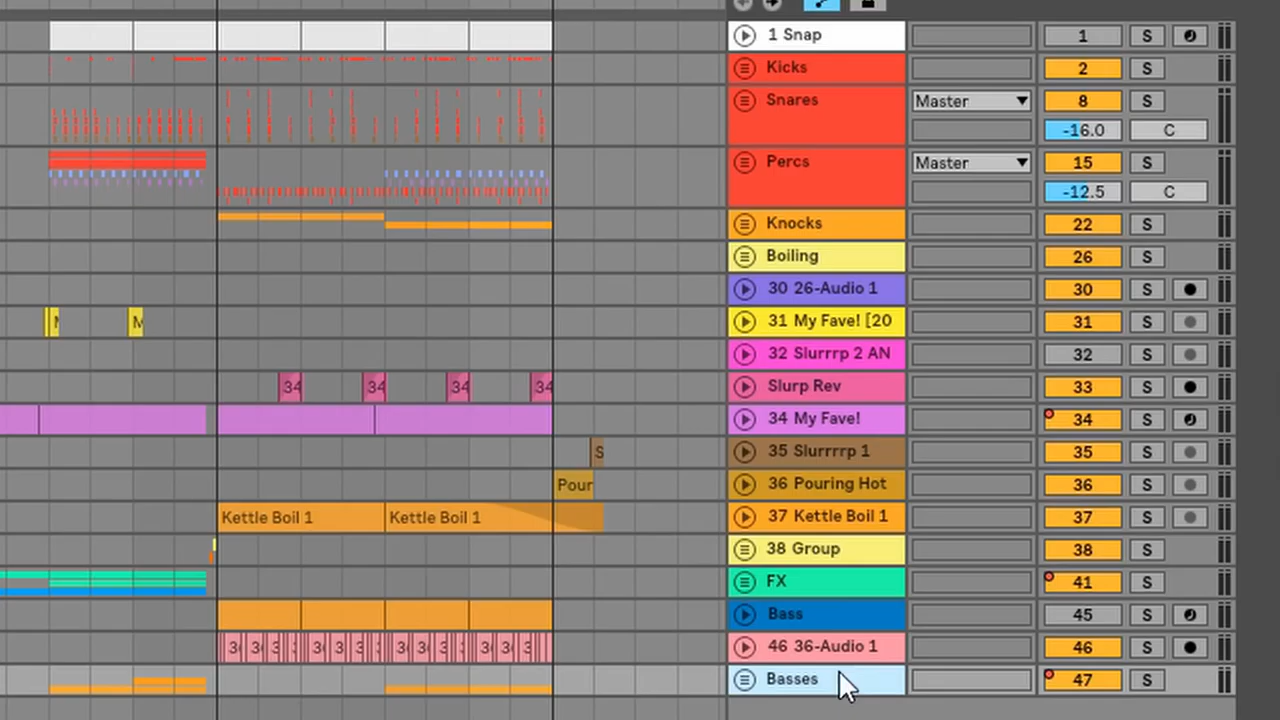 1 Snap 1 S
Kicks 2 S
Snares Master 8 S
-16.0 C
Percs Master 15 S
-12.5 C
Knocks 22 S
Boiling 26 S
30 26-Audio 1 30 S
M M 31 My Fave! [20 31 S
32 Slurrrp 2 AN 32 S
34 34 34 34 Slurp Rev 33 S
34 My Fave! 34 S
S 35 Slurrrrp 1 35 S
Pour 36 Pouring Hot 36 S
Kettle Boil 1 Kettle Boil 1 37 Kettle Boil 1 37 S
38 Group 38 S
FX 41 S
Bass 45 S
46 36-Audio 1 46 S
Basses 47 S